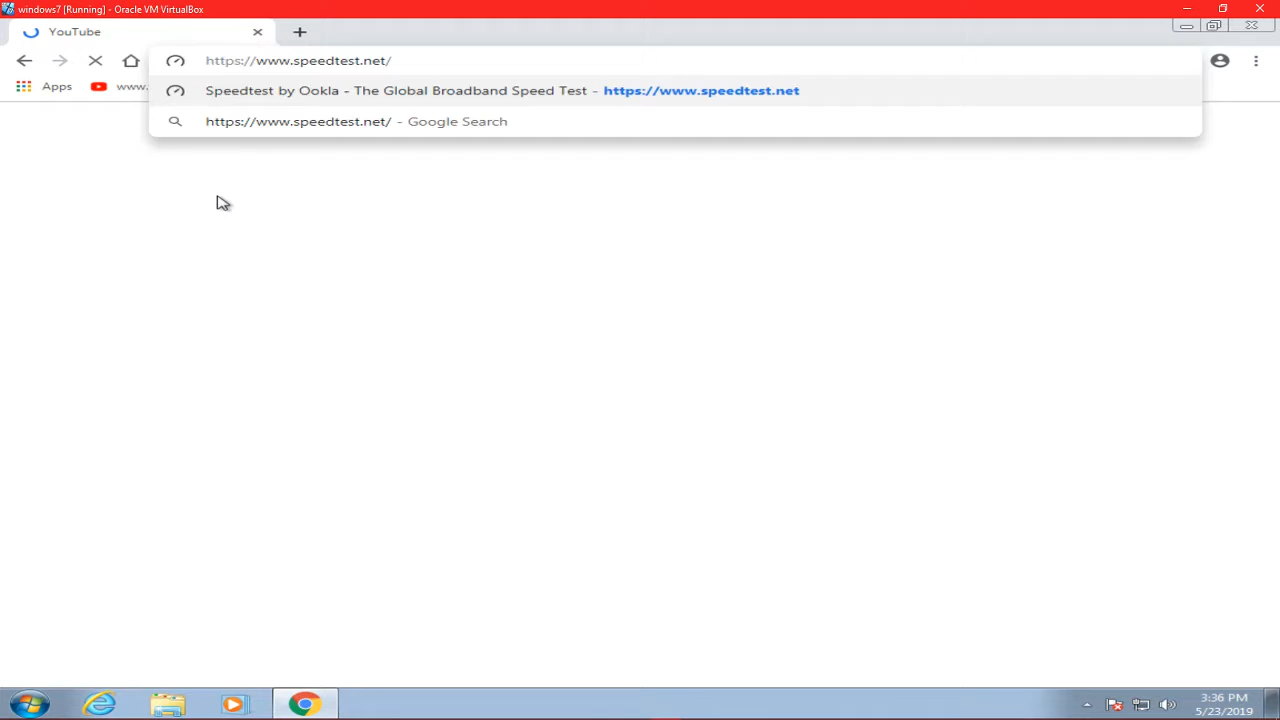 windows7 [Running] - Oracle VM VirtualBox
YouTube
https://www.speedtest.net/
Speedtest by Ookla - The Global Broadband Speed Test - https://www.speedtest.net
Apps www.
https://www.speedtest.net/ - Google Search
3:36 PM
5/23/2019